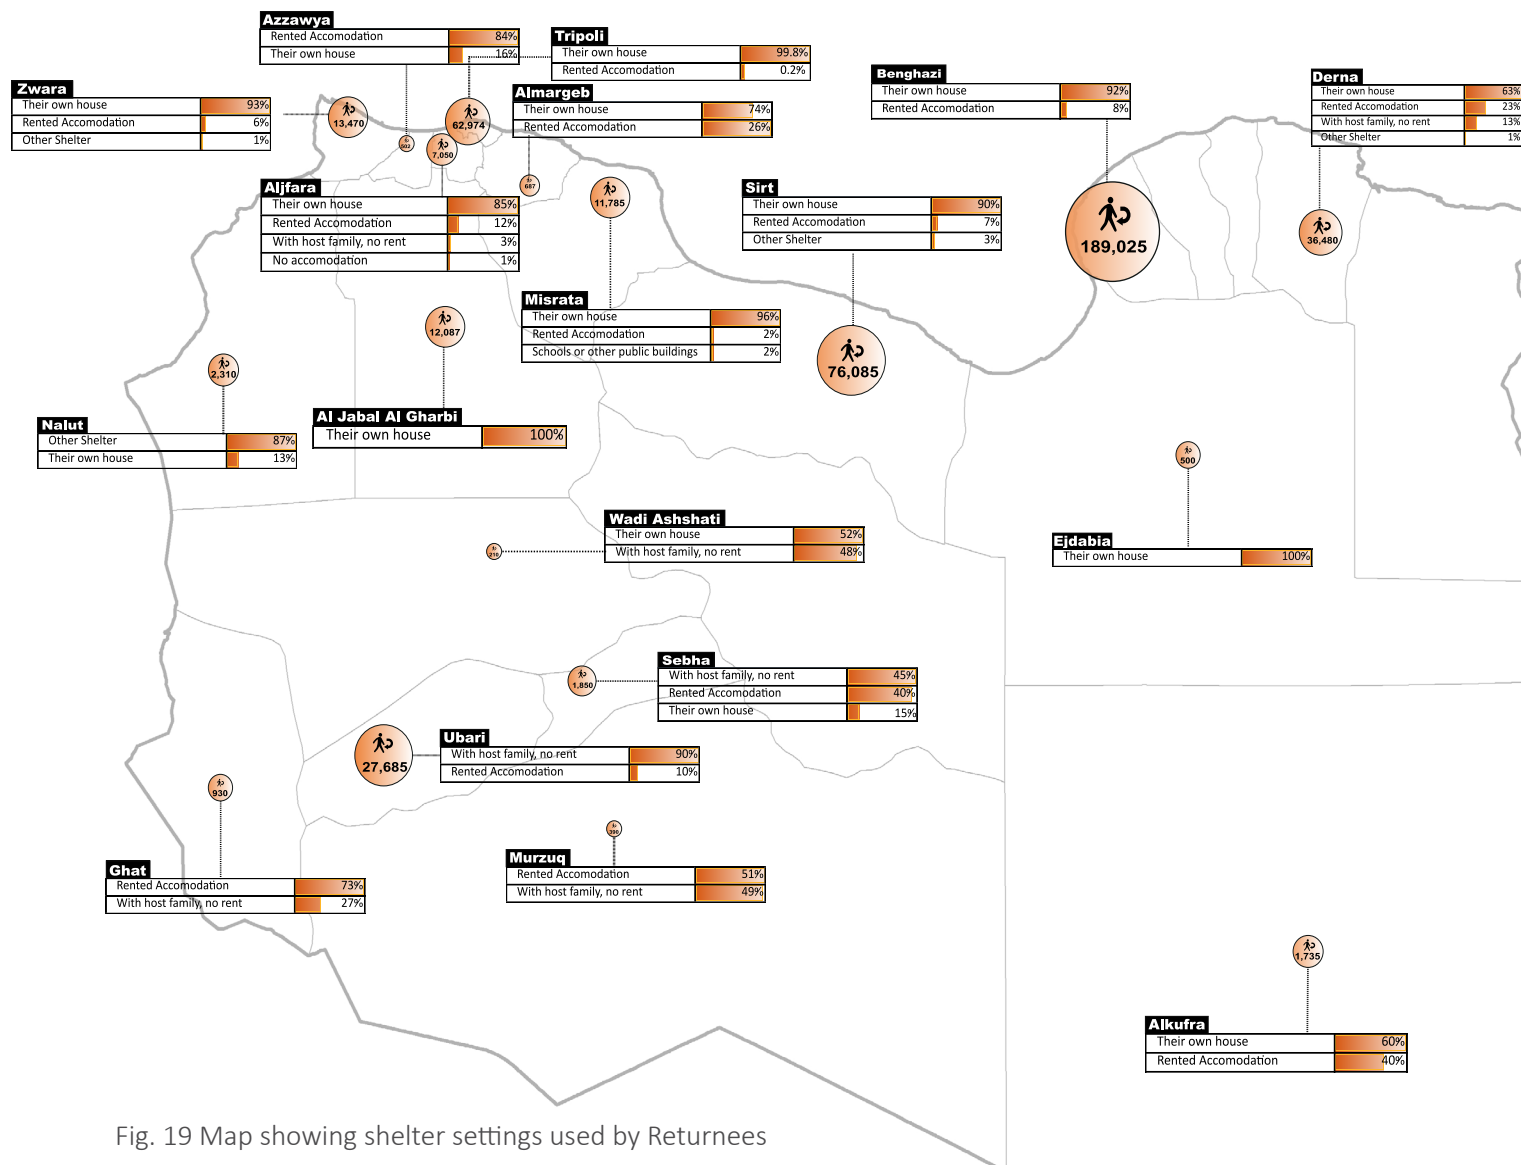 Azzawya
Rented Accomodation 84%
Their own house 16%
Tripoli
Their own house 99.8%
Rented Accomodation 0.2%
Zwara
Their own house 93%
Rented Accomodation 6%
Other Shelter 1%
13,470
502
62,974
7,050
Almargeb
Their own house 74%
Rented Accomodation 26%
687
Benghazi
Their own house 92%
Rented Accomodation 8%
189,025
Derna
Their own house 63%
Rented Accomodation 23%
With host family, no rent 13%
Other Shelter 1%
36,480
Aljfara
Their own house 85%
Rented Accomodation 12%
With host family, no rent 3%
No accomodation 1%
11,785
Sirt
Their own house 90%
Rented Accomodation 7%
Other Shelter 3%
76,085
Misrata
Their own house 96%
Rented Accomodation 2%
Schools or other public buildings 2%
12,087
2,310
Nalut
Other Shelter 87%
Their own house 13%
Al Jabal Al Gharbi
Their own house 100%
500
Ejdabia
Their own house 100%
Wadi Ashshati
Their own house 52%
With host family, no rent 48%
210
Sebha
With host family, no rent 45%
Rented Accomodation 40%
Their own house 15%
1,850
Ubari
With host family, no rent 90%
Rented Accomodation 10%
27,685
930
Ghat
Rented Accomodation 73%
With host family, no rent 27%
390
Murzuq
Rented Accomodation 51%
With host family, no rent 49%
1,735
Alkufra
Their own house 60%
Rented Accomodation 40%
Fig. 19 Map showing shelter settings used by Returnees